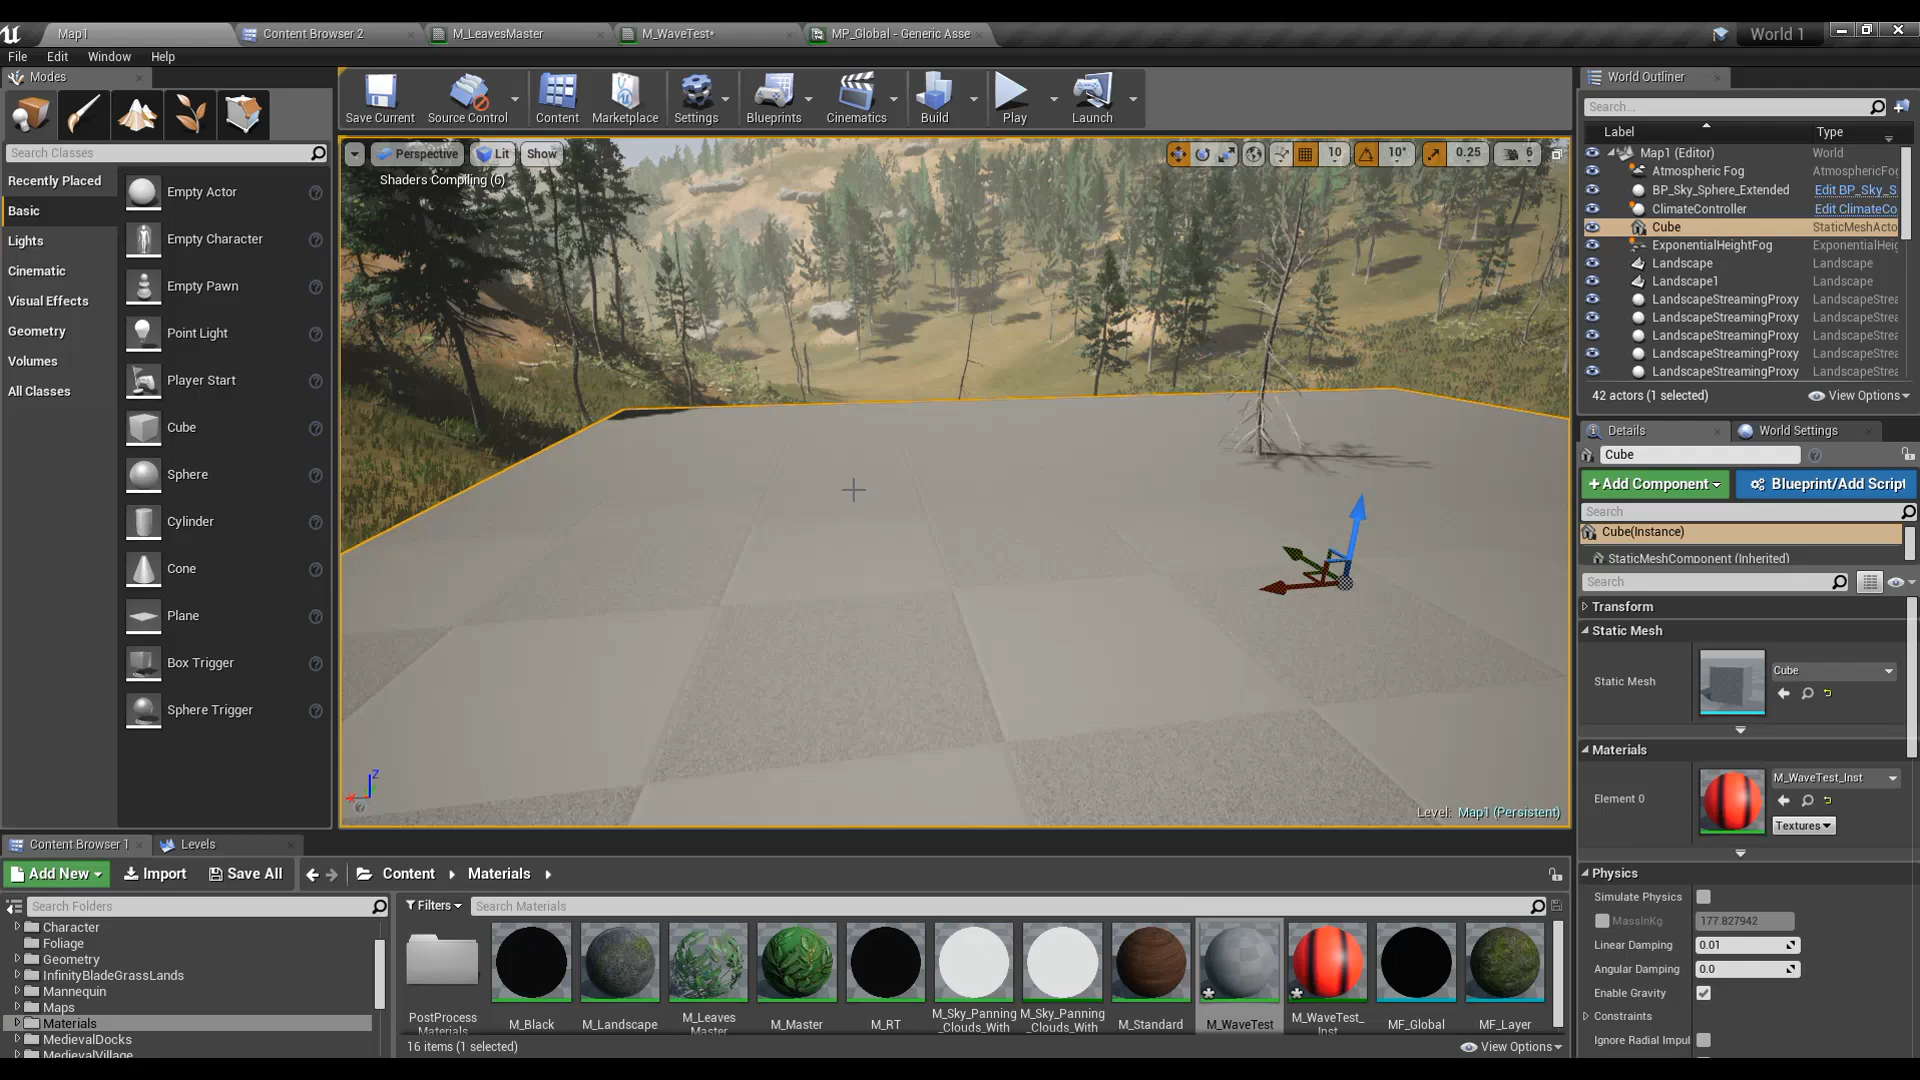 Map1
Content Browser 2
M_LeavesMaster
M_WaveTest*
MP_Global - Generic Asse
World 1
File
Edit
Window
Help
Modes
Search Classes
Recently Placed
Basic
Lights
Cinematic
Visual Effects
Geometry
Volumes
All Classes
Empty Actor
Empty Character
Empty Pawn
Point Light
Player Start
Cube
Sphere
Cylinder
Cone
Plane
Box Trigger
Sphere Trigger
Save Current
Source Control
Content
Marketplace
Settings
Blueprints
Cinematics
Build
Play
Launch
Perspective
Lit
Show
10
10°
0.25
6
Shaders Compiling (6)
Z
X
Level: Map1 (Persistent)
World Outliner
Search...
Label
Type
Map1 (Editor)
World
Atmospheric Fog
AtmosphericFog
BP_Sky_Sphere_Extended
Edit BP_Sky_S
ClimateController
Edit ClimateCo
Cube
StaticMeshActo
ExponentialHeightFog
ExponentialHeig
Landscape
Landscape
Landscape1
Landscape
LandscapeStreamingProxy
LandscapeStrea
LandscapeStreamingProxy
LandscapeStrea
LandscapeStreamingProxy
LandscapeStrea
LandscapeStreamingProxy
LandscapeStrea
LandscapeStreamingProxy
LandscapeStrea
42 actors (1 selected)
View Options
Details
World Settings
Cube
+Add Component
Blueprint/Add Script
Search
Cube(Instance)
StaticMeshComponent (Inherited)
Search
Transform
Static Mesh
Static Mesh
Cube
Materials
Element 0
M_WaveTest_Inst
Textures
Physics
Simulate Physics
MassInKg
177.827942
Linear Damping
0.01
Angular Damping
0.0
Enable Gravity
Constraints
Ignore Radial Impul
Content Browser 1
Levels
Add New
Import
Save All
Content
Materials
Search Folders
Filters
Search Materials
Character
Foliage
Geometry
InfinityBladeGrassLands
Mannequin
Maps
Materials
MedievalDocks
MedievalVillage
PostProcess
Materials
M_Black
M_Landscape
M_Leaves
Master
M_Master
M_RT
M_Sky_Panning
_Clouds_With
M_Sky_Panning
_Clouds_With
M_Standard
M_WaveTest
M_WaveTest_
Inst
MF_Global
MF_Layer
16 items (1 selected)
View Options